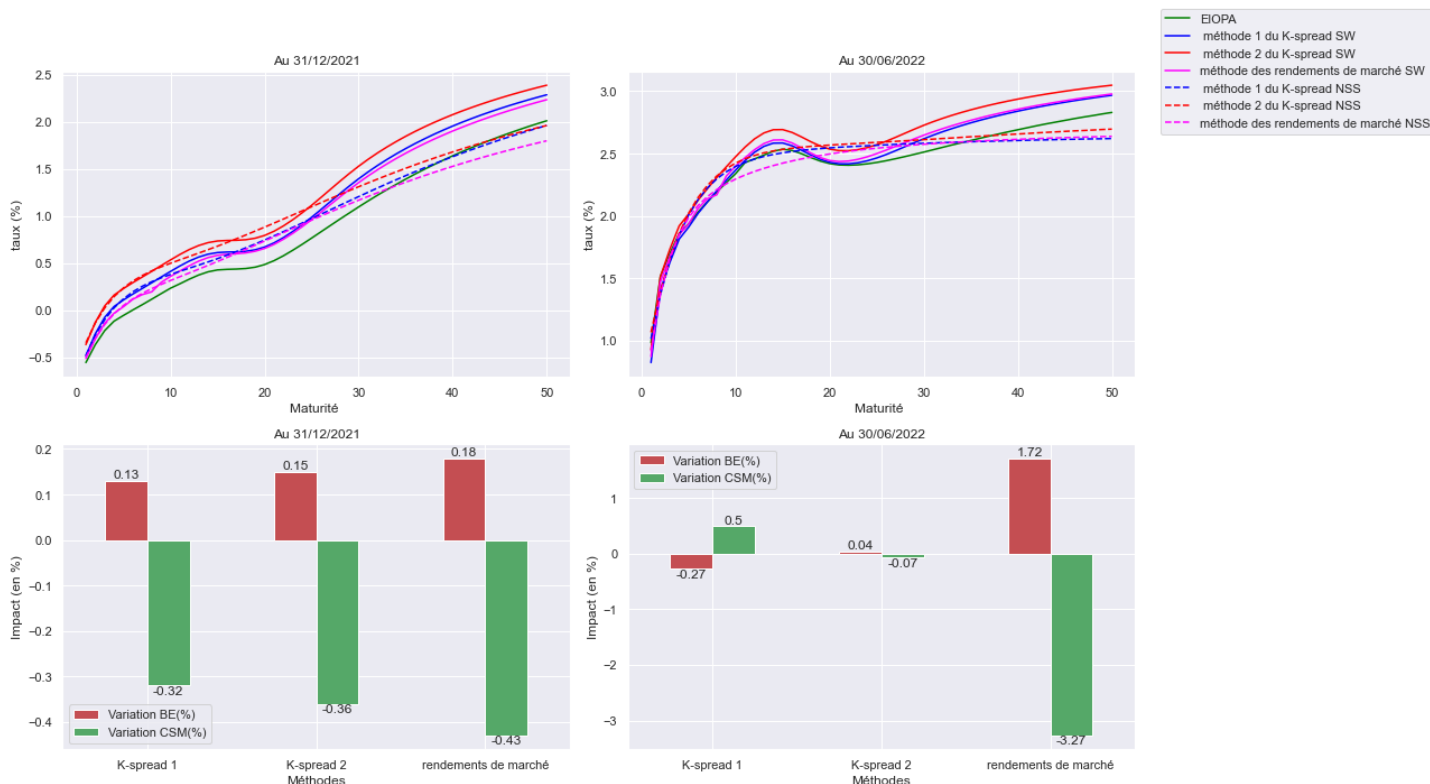 EIOPA
méthode 1 du K-spread SW
méthode 2 du K-spread SW
méthode des rendements de marché SW
méthode 1 du K-spread NSS
méthode 2 du K-spread NSS
méthode des rendements de marché NSS
Au 31/12/2021
taux (%)
2.5
2.0
1.5
1.0
0.5
0.0
−0.5
0 10 20 30 40 50
Maturité
Au 30/06/2022
taux (%)
3.0
2.5
2.0
1.5
1.0
0 10 20 30 40 50
Maturité
Au 31/12/2021
Impact (en %)
0.2
0.1
0.0
−0.1
−0.2
−0.3
−0.4
0.13
0.15
0.18
-0.32
-0.36
-0.43
Variation BE(%)
Variation CSM(%)
K-spread 1 K-spread 2 rendements de marché
Méthodes
Au 30/06/2022
Impact (en %)
1
0
−1
−2
−3
Variation BE(%)
Variation CSM(%)
-0.27
0.04
1.72
0.5
-0.07
-3.27
K-spread 1 K-spread 2 rendements de marché
Méthodes